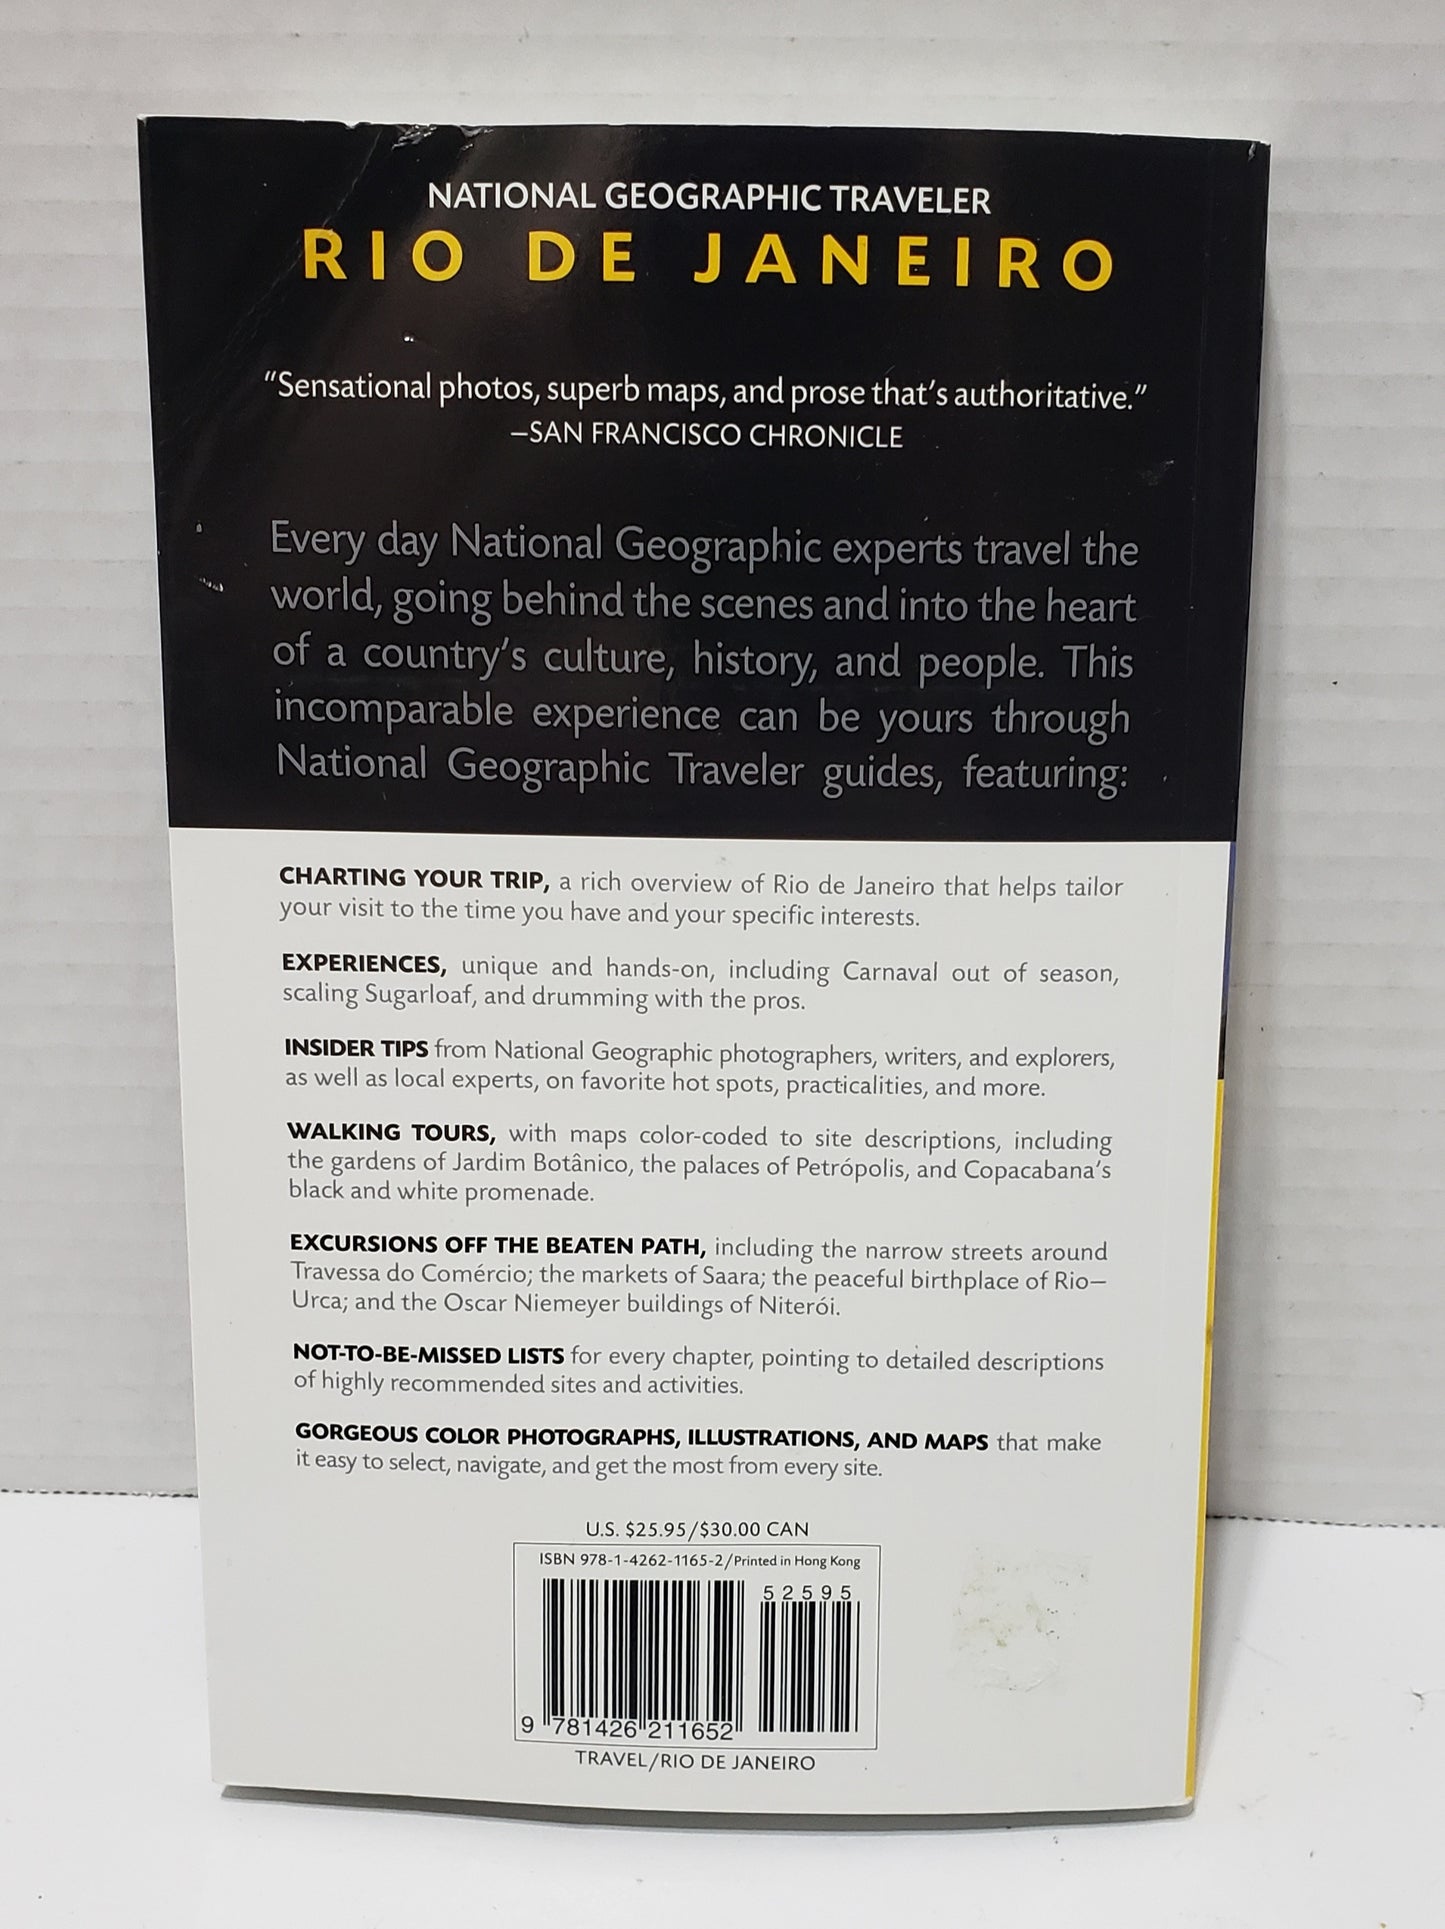 NATIONAL GEOGRAPHIC TRAVELER
RIO DE JANEIRO
“Sensational photos, superb maps, and prose that’s authoritative.”
–SAN FRANCISCO CHRONICLE
Every day National Geographic experts travel the
world, going behind the scenes and into the heart
of a country’s culture, history, and people. This
incomparable experience can be yours through
National Geographic Traveler guides, featuring:
CHARTING YOUR TRIP, a rich overview of Rio de Janeiro that helps tailor
your visit to the time you have and your specific interests.
EXPERIENCES, unique and hands-on, including Carnaval out of season,
scaling Sugarloaf, and drumming with the pros.
INSIDER TIPS from National Geographic photographers, writers, and explorers,
as well as local experts, on favorite hot spots, practicalities, and more.
WALKING TOURS, with maps color-coded to site descriptions, including
the gardens of Jardim Botânico, the palaces of Petrópolis, and Copacabana’s
black and white promenade.
EXCURSIONS OFF THE BEATEN PATH, including the narrow streets around
Travessa do Comércio; the markets of Saara; the peaceful birthplace of Rio—
Urca; and the Oscar Niemeyer buildings of Niterói.
NOT-TO-BE-MISSED LISTS for every chapter, pointing to detailed descriptions
of highly recommended sites and activities.
GORGEOUS COLOR PHOTOGRAPHS, ILLUSTRATIONS, AND MAPS that make
it easy to select, navigate, and get the most from every site.
U.S. $25.95/$30.00 CAN
ISBN 978-1-4262-1165-2/Printed in Hong Kong
52595
9 781426 211652
TRAVEL/RIO DE JANEIRO